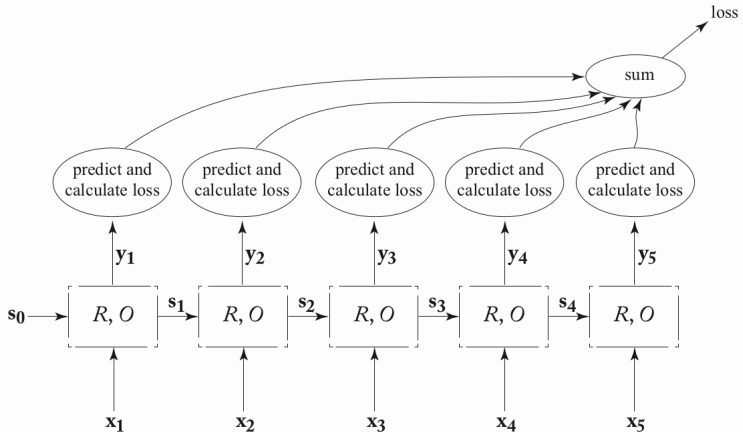 loss
sum
predict and
calculate loss
predict and
calculate loss
predict and
calculate loss
predict and
calculate loss
predict and
calculate loss
y1
y2
y3
y4
y5
s0
R, O
s1
R, O
s2
R, O
s3
R, O
s4
R, O
x1
x2
x3
x4
x5